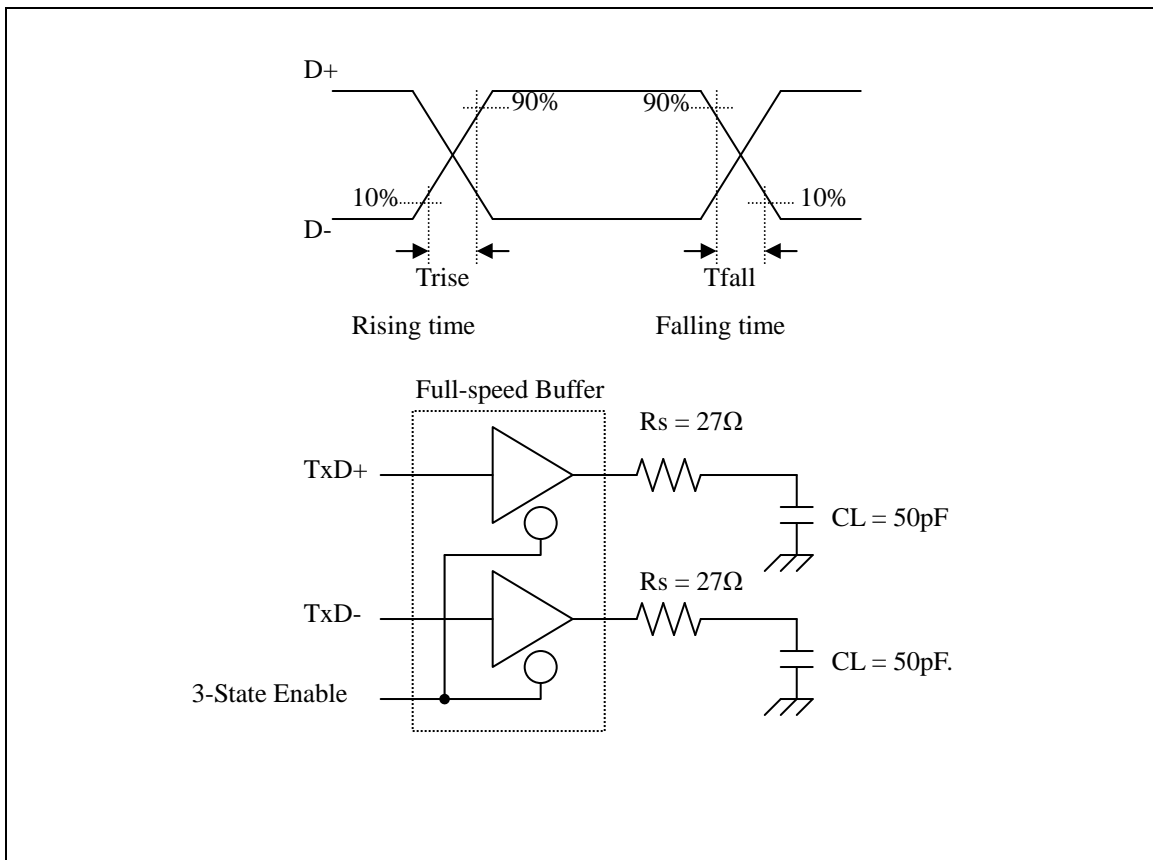 D+
90%
90%
10%
10%
D-
Trise
Tfall
Rising time
Falling time
Full-speed Buffer
Rs = 27Ω
TxD+
CL = 50pF
Rs = 27Ω
TxD-
CL = 50pF.
3-State Enable